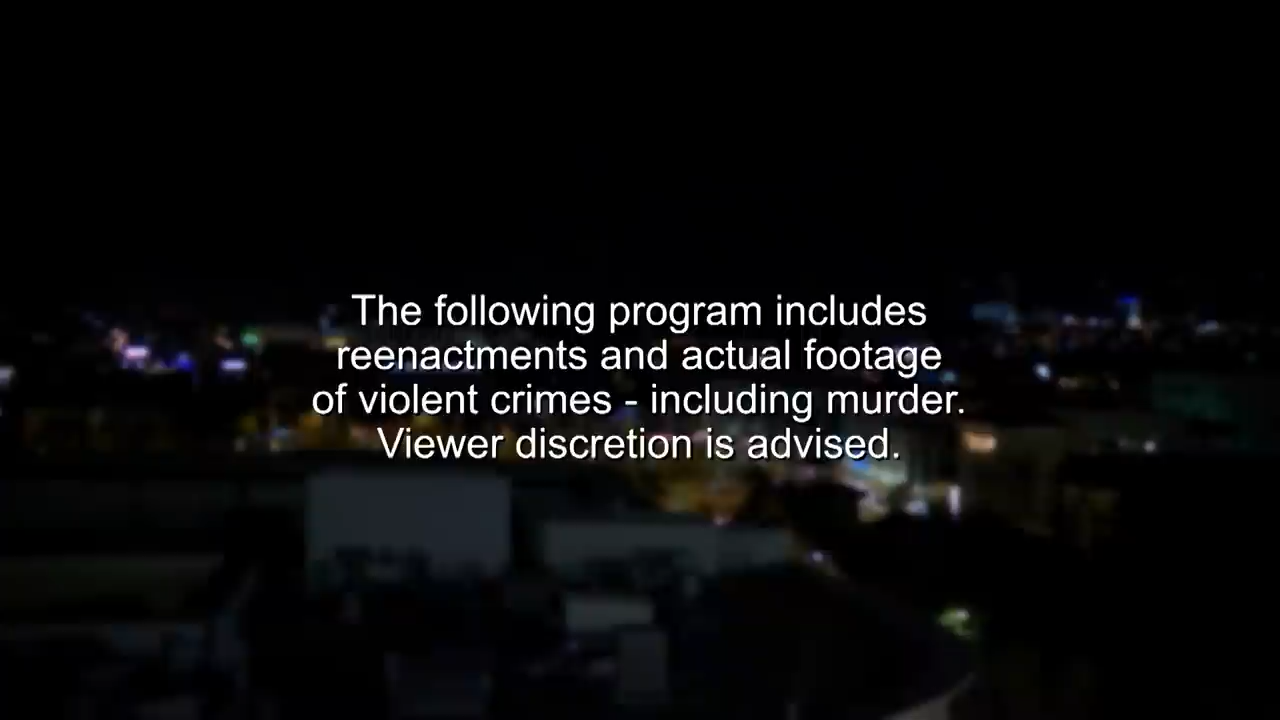 The following program includes
reenactments and actual footage
of violent crimes - including murder.
Viewer discretion is advised.